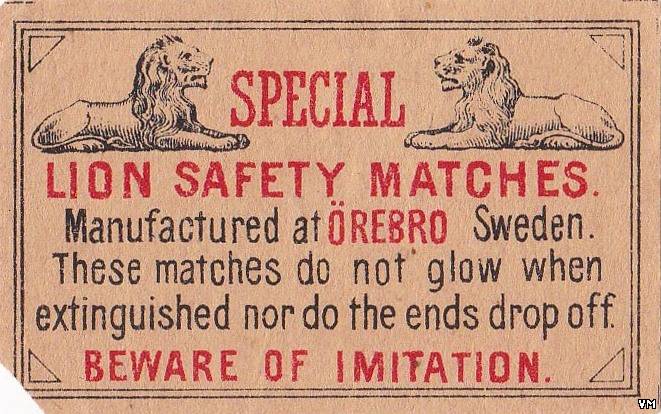 SPECIAL
LION SAFETY MATCHES.
Manufactured at ÖREBRO Sweden.
These matches do not glow when
extinguished nor do the ends drop off.
BEWARE OF IMITATION.
VM